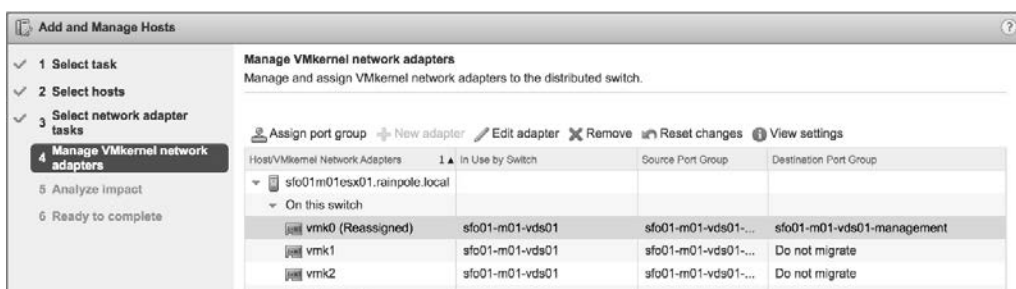 Add and Manage Hosts
?
1 Select task
2 Select hosts
3 Select network adapter
tasks
4 Manage VMkernel network
adapters
5 Analyze impact
6 Ready to complete
Manage VMkernel network adapters
Manage and assign VMkernel network adapters to the distributed switch.
Assign port group New adapter Edit adapter Remove Reset changes View settings
Host/VMkernel Network Adapters 1 ▲ In Use by Switch Source Port Group Destination Port Group
sfo01m01esx01.rainpole.local
On this switch
vmk0 (Reassigned) sfo01-m01-vds01 sfo01-m01-vds01-... sfo01-m01-vds01-management
vmk1 sfo01-m01-vds01 sfo01-m01-vds01-... Do not migrate
vmk2 sfo01-m01-vds01 sfo01-m01-vds01-... Do not migrate